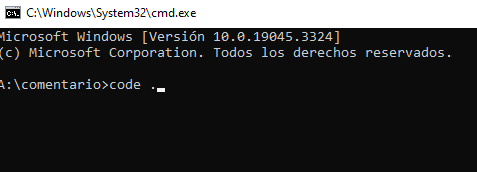 C:\Windows\System32\cmd.exe
Microsoft Windows [Versión 10.0.19045.3324]
(c) Microsoft Corporation. Todos los derechos reservados.
A:\comentario>code .